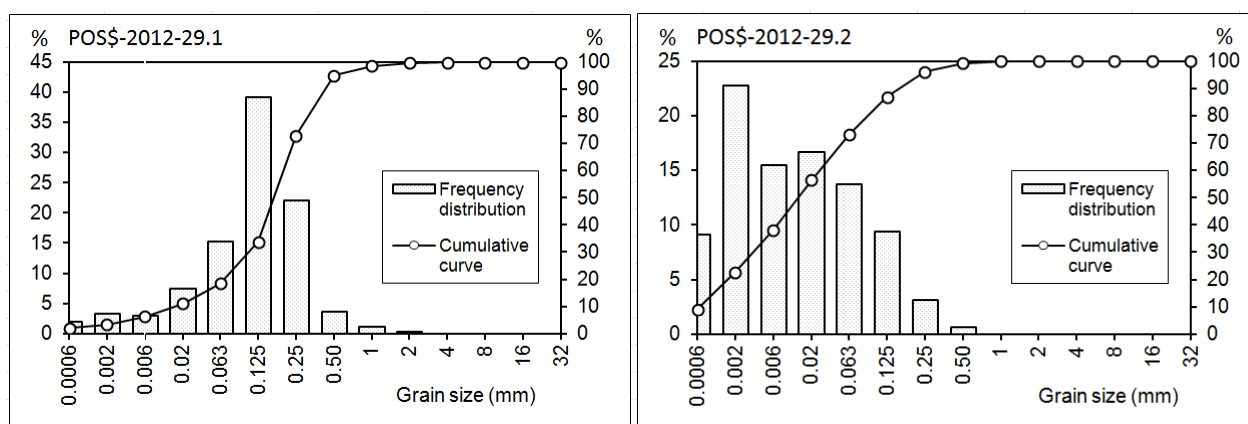 % POS$-2012-29.1 %
45
40
35
30
25
20
15
10
5
0
100
90
80
70
60
50
40
30
20
10
0
Frequency
distribution
Cumulative
curve
0.0006 0.002 0.006 0.02 0.063 0.125 0.25 0.50 1 2 4 8 16 32
Grain size (mm)
% POS$-2012-29.2 %
25
20
15
10
5
0
100
90
80
70
60
50
40
30
20
10
0
Frequency
distribution
Cumulative
curve
0.0006 0.002 0.006 0.02 0.063 0.125 0.25 0.50 1 2 4 8 16 32
Grain size (mm)